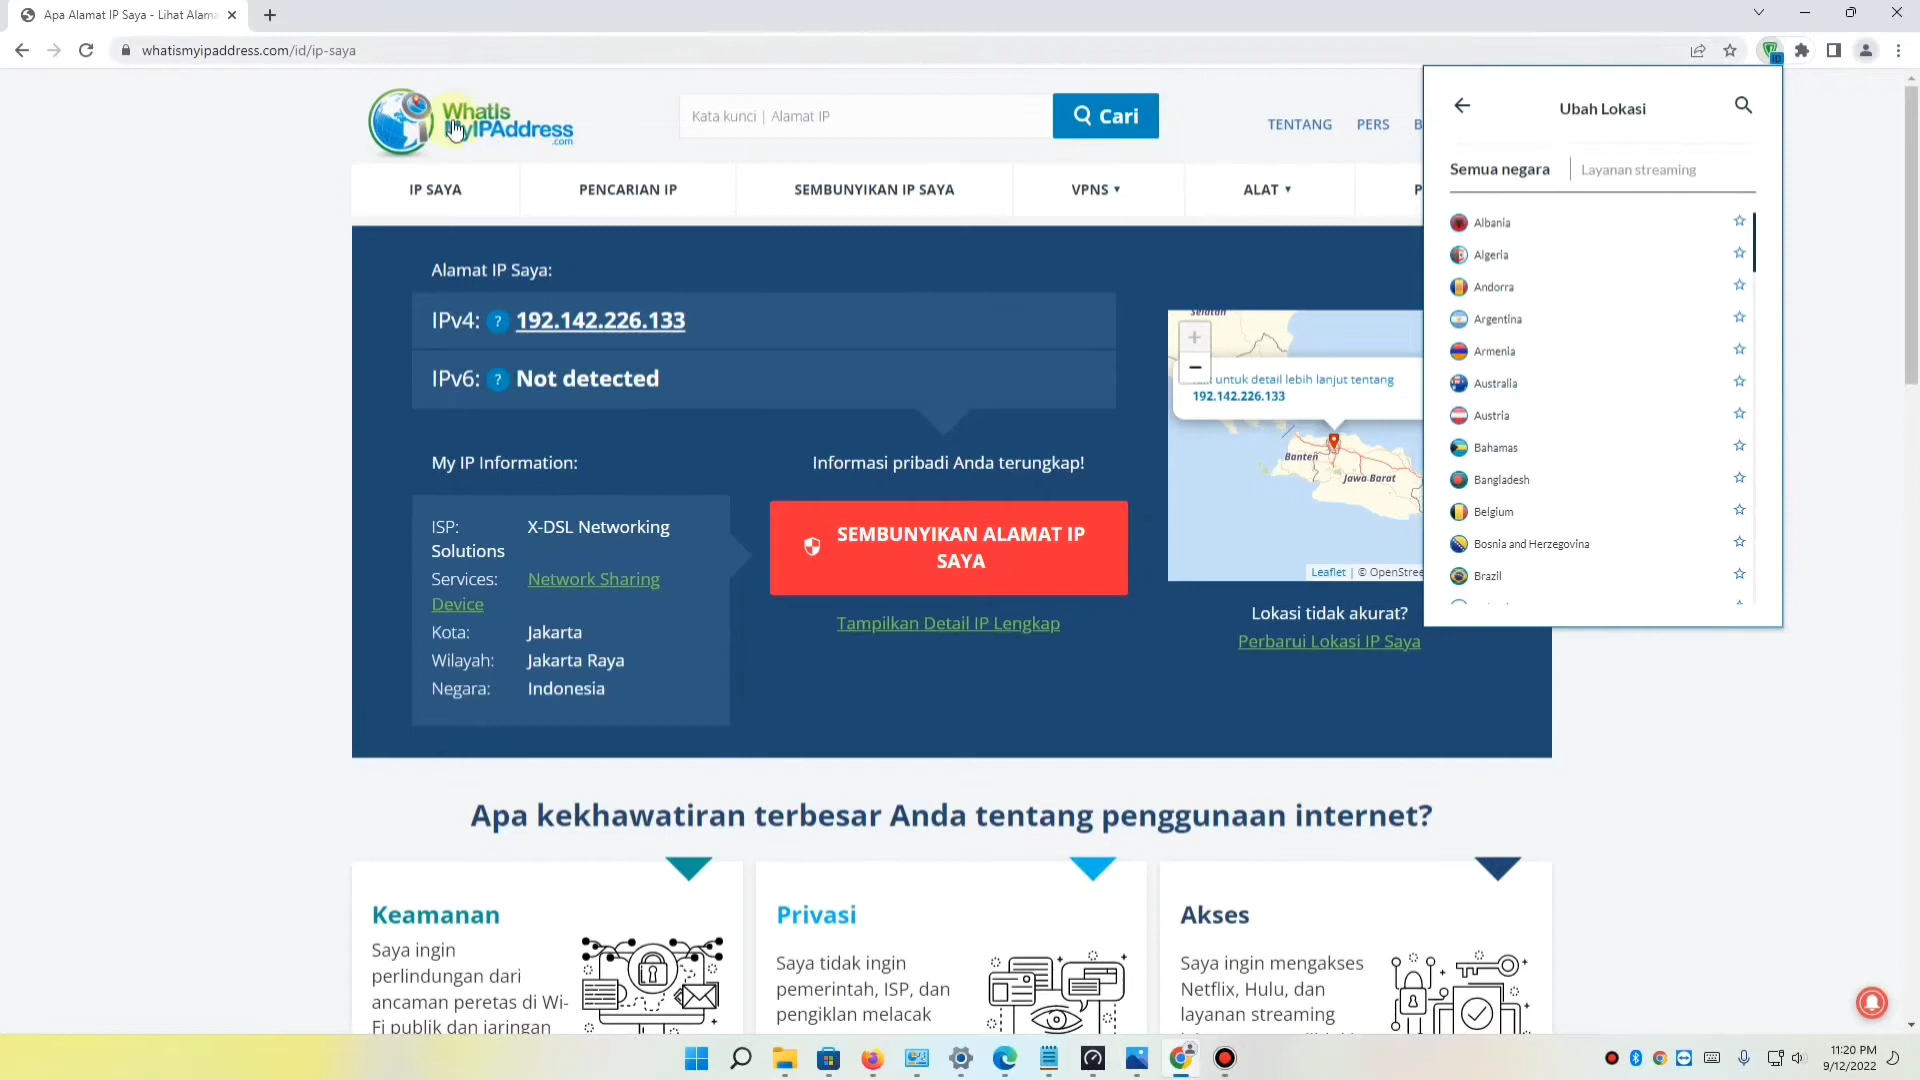 Apa Alamat IP Saya - Lihat Alama
whatismyipaddress.com/id/ip-saya
WhatIs
MyIPAddress
.com
Kata kunci | Alamat IP
Cari
TENTANG PERS B
IP SAYA
PENCARIAN IP
SEMBUNYIKAN IP SAYA
VPNS
ALAT
P
Alamat IP Saya:
IPv4: ? 192.142.226.133
IPv6: ? Not detected
My IP Information:
ISP: X-DSL Networking
Solutions
Services: Network Sharing
Device
Kota: Jakarta
Wilayah: Jakarta Raya
Negara: Indonesia
Informasi pribadi Anda terungkap!
SEMBUNYIKAN ALAMAT IP
SAYA
Tampilkan Detail IP Lengkap
Selatan
+
−
untuk detail lebih lanjut tentang
192.142.226.133
Banten
Jawa Barat
Leaflet | © OpenStree
Lokasi tidak akurat?
Perbarui Lokasi IP Saya
Ubah Lokasi
Semua negara
Layanan streaming
Albania
Algeria
Andorra
Argentina
Armenia
Australia
Austria
Bahamas
Bangladesh
Belgium
Bosnia and Herzegovina
Brazil
Apa kekhawatiran terbesar Anda tentang penggunaan internet?
Keamanan
Saya ingin
perlindungan dari
ancaman peretas di Wi-
Fi publik dan jaringan
Privasi
Saya tidak ingin
pemerintah, ISP, dan
pengiklan melacak
Akses
Saya ingin mengakses
Netflix, Hulu, dan
layanan streaming
11:20 PM
9/12/2022